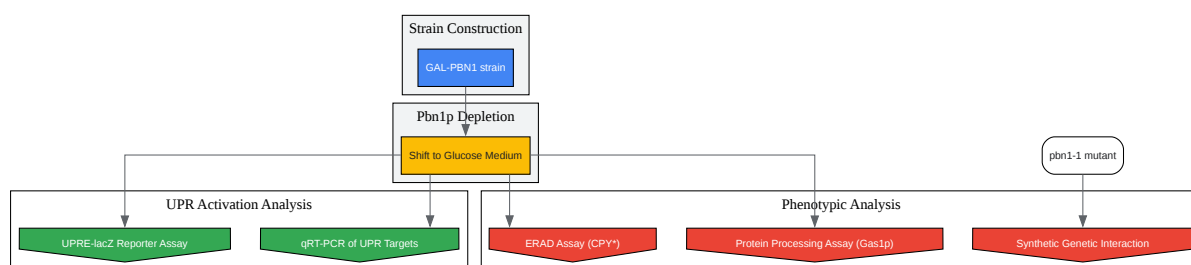 Strain Construction
GAL-PBN1 strain
Pbn1p Depletion
Shift to Glucose Medium
pbn1-1 mutant
UPR Activation Analysis
Phenotypic Analysis
UPRE-lacZ Reporter Assay
qRT-PCR of UPR Targets
ERAD Assay (CPY*)
Protein Processing Assay (Gas1p)
Synthetic Genetic Interaction